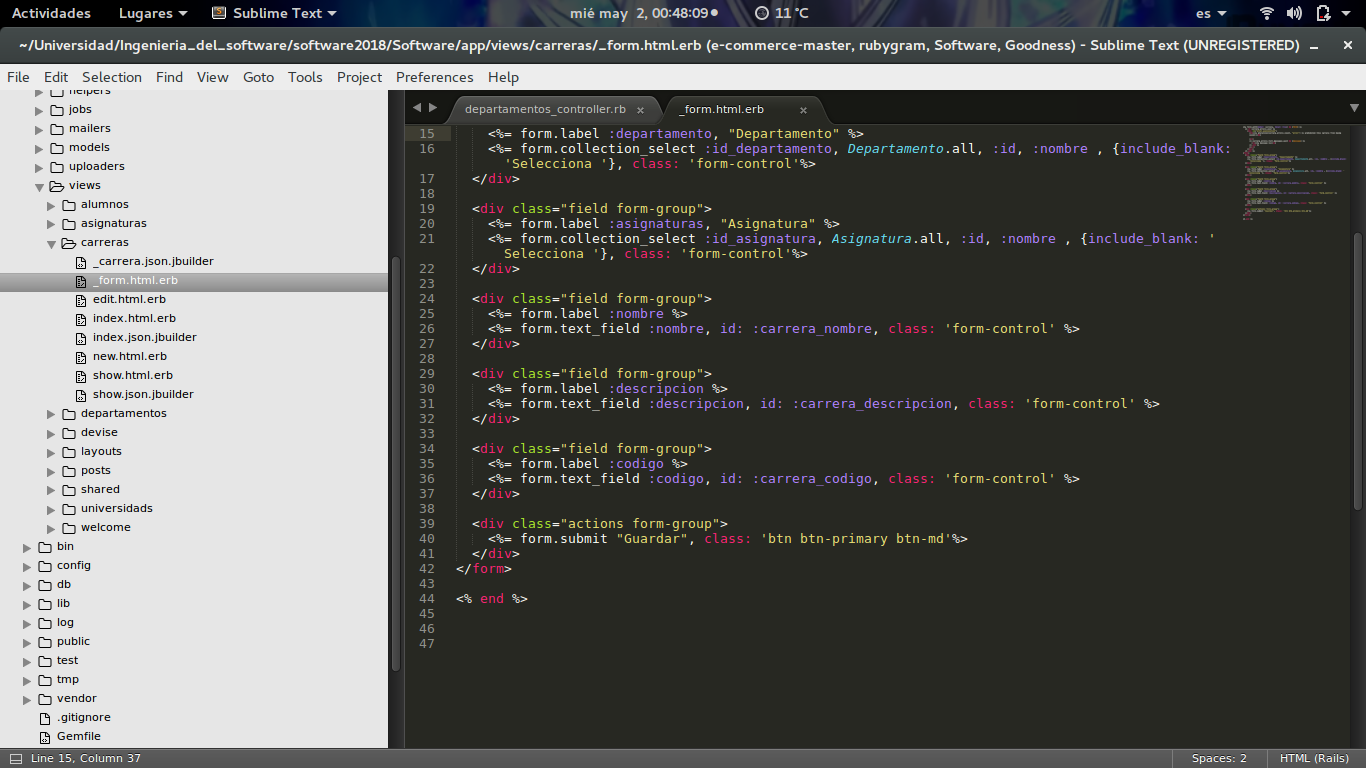 Actividades Lugares Sublime Text mié may 2, 00:48:09 11 ℃ es
~/Universidad/Ingenieria_del_software/software2018/Software/app/views/carreras/_form.html.erb (e-commerce-master, rubygram, Software, Goodness) - Sublime Text (UNREGISTERED)
File Edit Selection Find View Goto Tools Project Preferences Help
helpers
jobs
mailers
models
uploaders
views
alumnos
asignaturas
carreras
_carrera.json.jbuilder
_form.html.erb
edit.html.erb
index.html.erb
index.json.jbuilder
new.html.erb
show.html.erb
show.json.jbuilder
departamentos
devise
layouts
posts
shared
universidads
welcome
bin
config
db
lib
log
public
test
tmp
vendor
.gitignore
Gemfile
departamentos_controller.rb × _form.html.erb ×
15 <%= form.label :departamento, "Departamento" %>
16 <%= form.collection_select :id_departamento, Departamento.all, :id, :nombre , {include_blank:
'Selecciona '}, class: 'form-control'%>
17 </div>
18
19 <div class="field form-group">
20 <%= form.label :asignaturas, "Asignatura" %>
21 <%= form.collection_select :id_asignatura, Asignatura.all, :id, :nombre , {include_blank: '
Selecciona '}, class: 'form-control'%>
22 </div>
23
24 <div class="field form-group">
25 <%= form.label :nombre %>
26 <%= form.text_field :nombre, id: :carrera_nombre, class: 'form-control' %>
27 </div>
28
29 <div class="field form-group">
30 <%= form.label :descripcion %>
31 <%= form.text_field :descripcion, id: :carrera_descripcion, class: 'form-control' %>
32 </div>
33
34 <div class="field form-group">
35 <%= form.label :codigo %>
36 <%= form.text_field :codigo, id: :carrera_codigo, class: 'form-control' %>
37 </div>
38
39 <div class="actions form-group">
40 <%= form.submit "Guardar", class: 'btn btn-primary btn-md'%>
41 </div>
42 </form>
43
44 <% end %>
45
46
47
Line 15, Column 37 Spaces: 2 HTML (Rails)